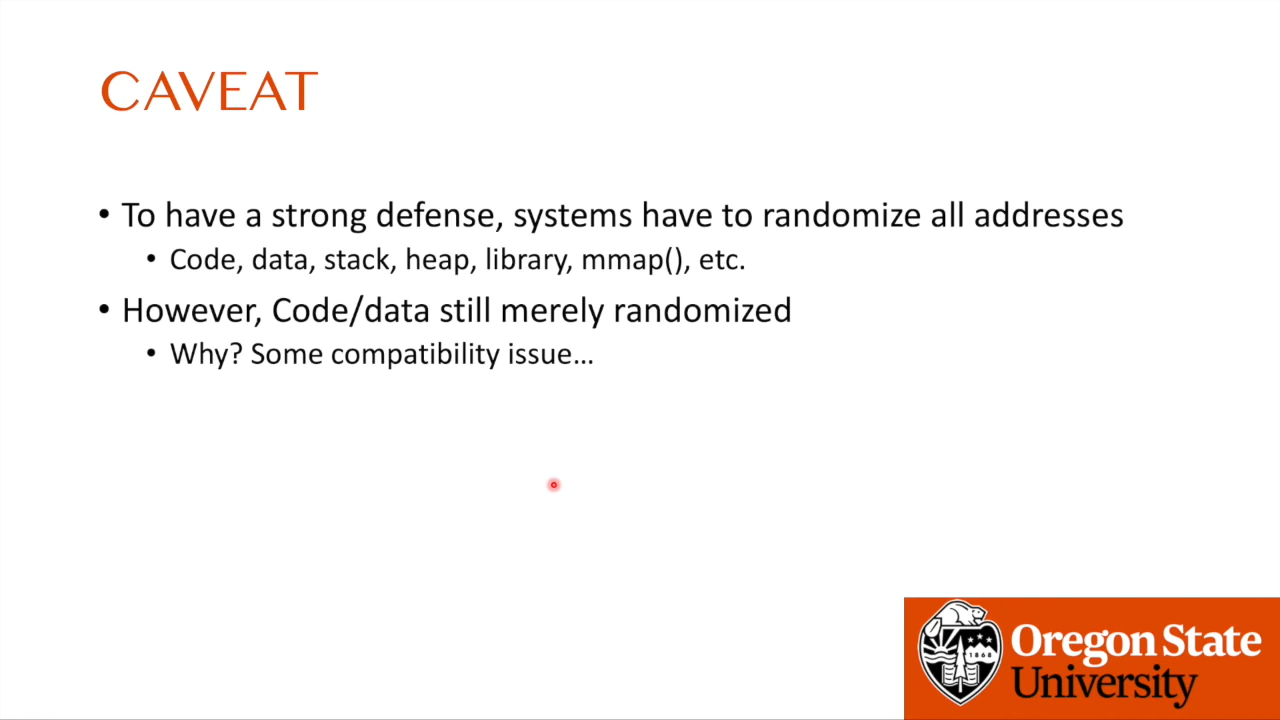 CAVEAT
• To have a strong defense, systems have to randomize all addresses
• Code, data, stack, heap, library, mmap(), etc.
• However, Code/data still merely randomized
• Why? Some compatibility issue…
1868
Oregon State
University